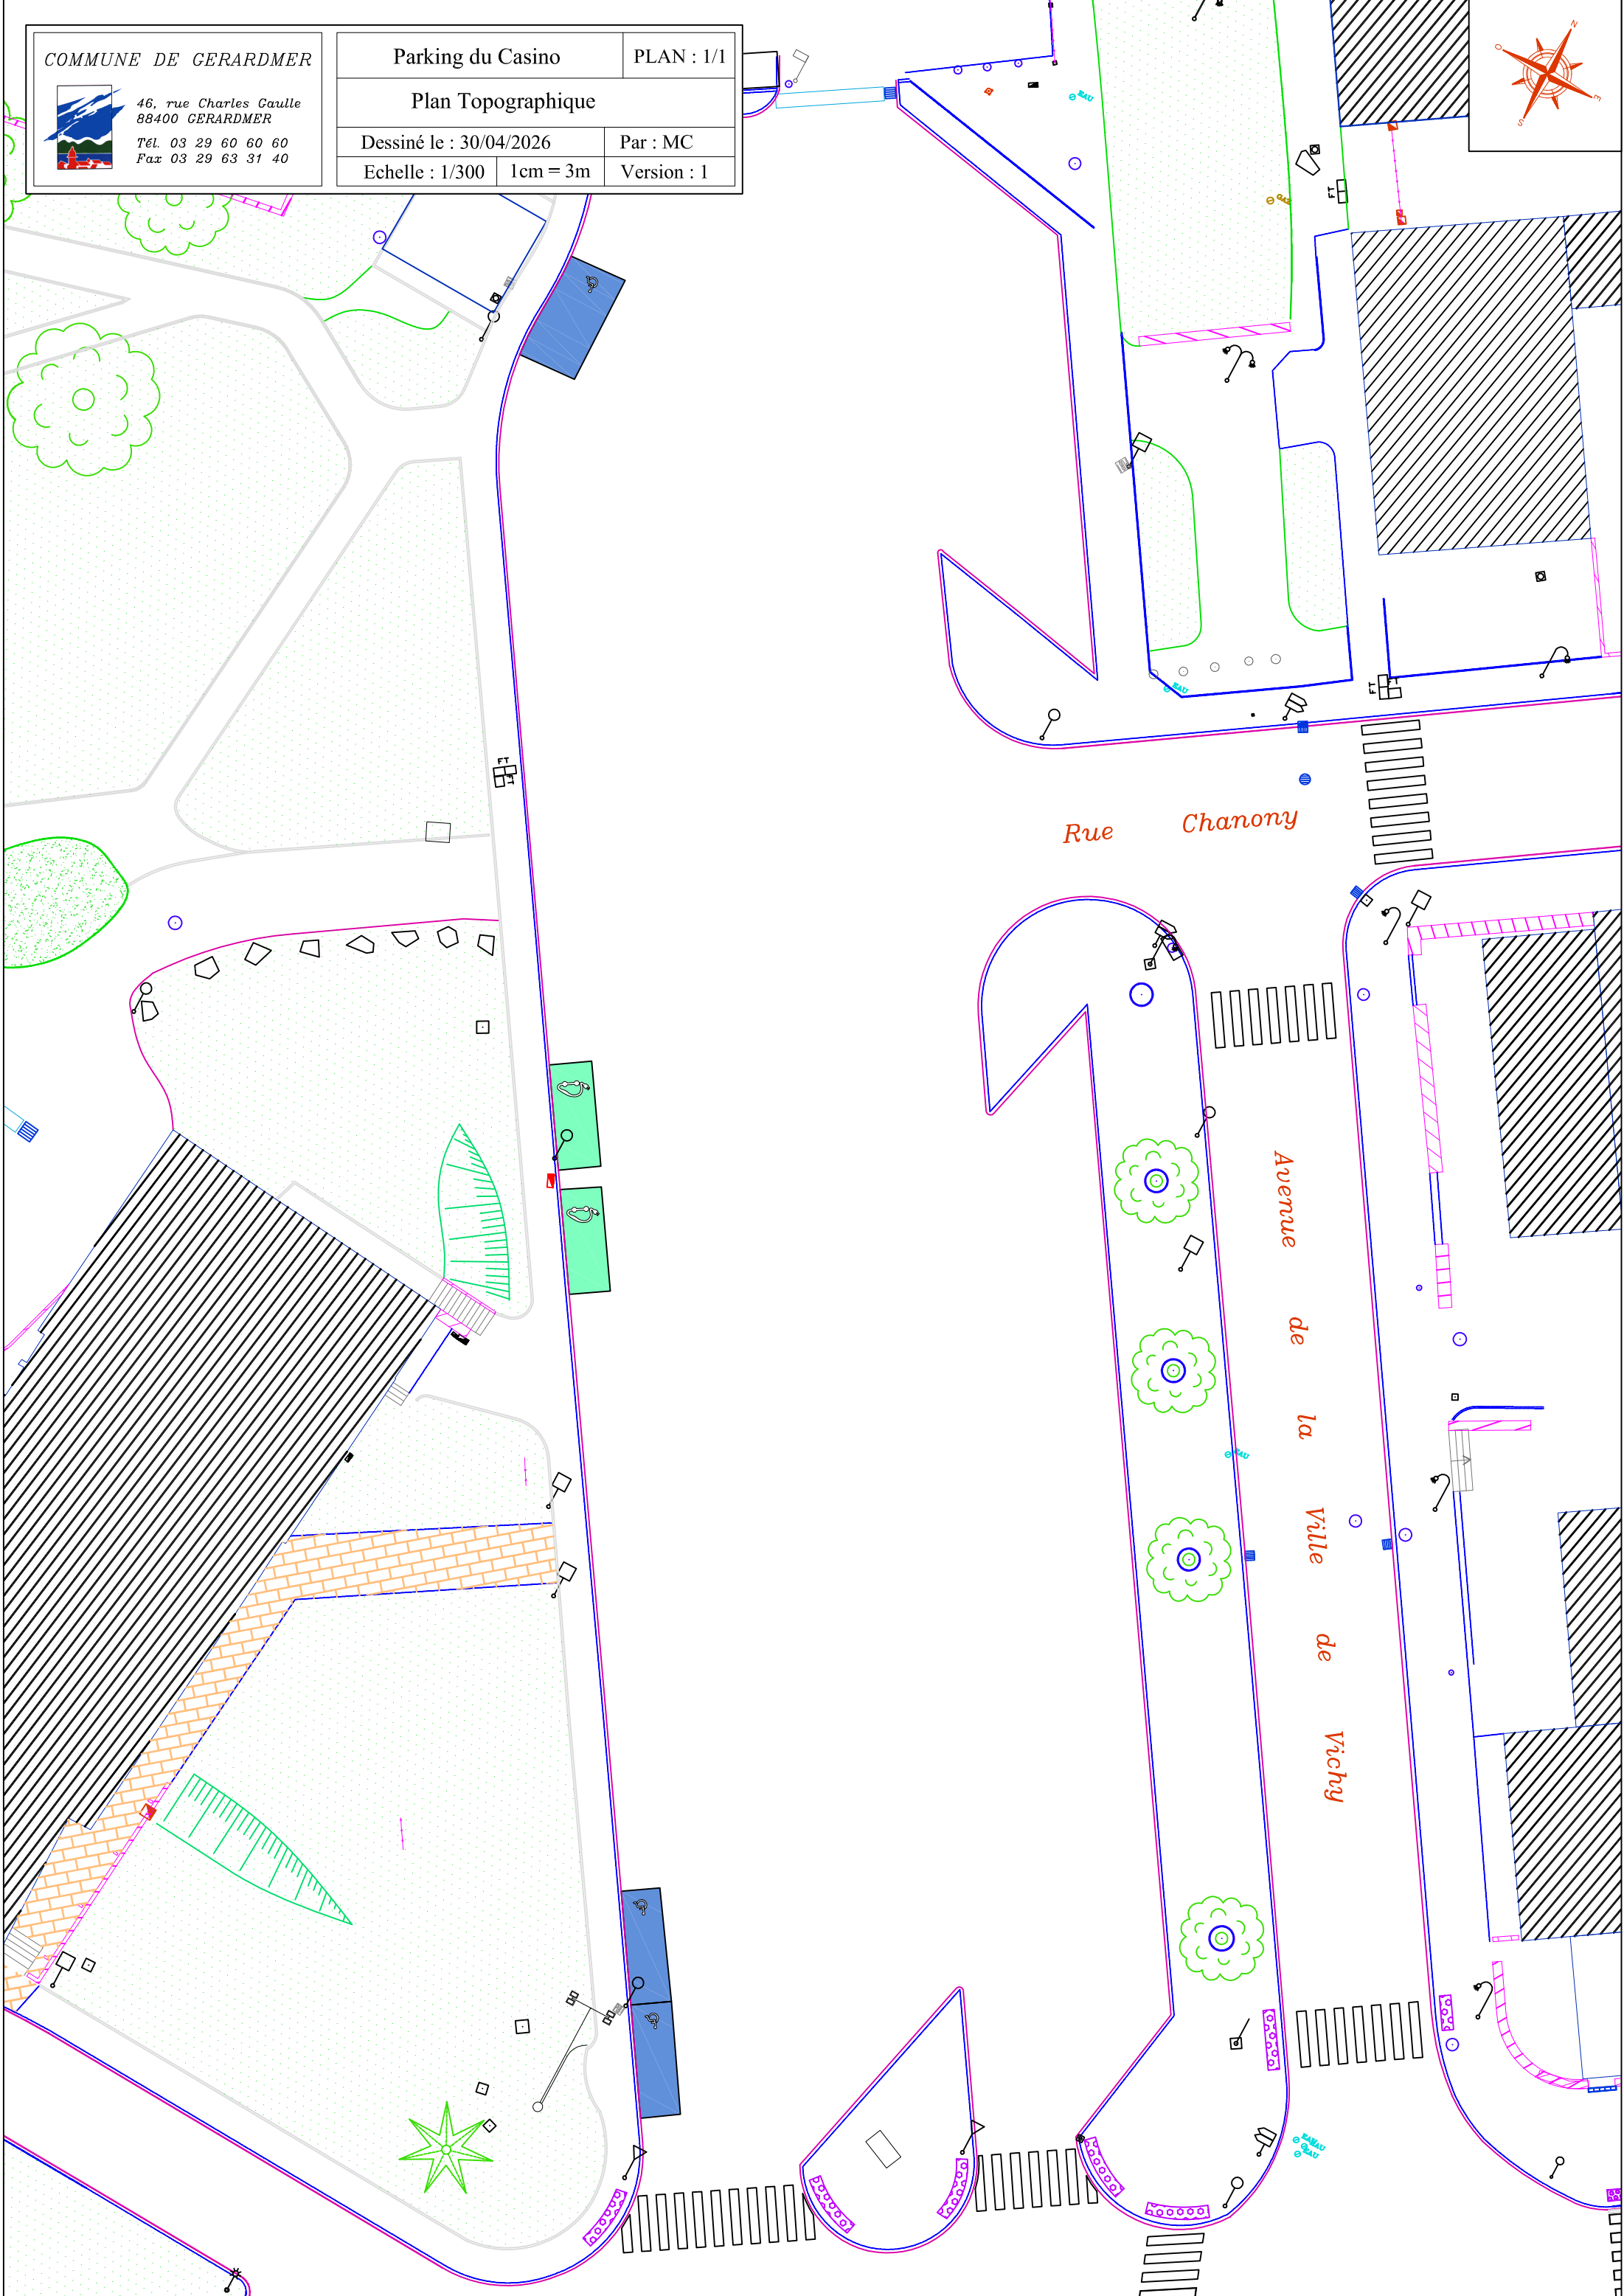 COMMUNE DE GERARDMER
46, rue Charles Gaulle
88400 GERARDMER
Tél. 03 29 60 60 60
Fax 03 29 63 31 40
Parking du Casino
PLAN : 1/1
Plan Topographique
Dessiné le : 30/04/2026
Par : MC
Echelle : 1/300
1cm = 3m
Version : 1
N
O
E
S
EAU
GAZ
FT
EAU
FT
FT
FT
Rue Chanony
Avenue de la Ville de Vichy
EAU
EAU
EAU
EAU